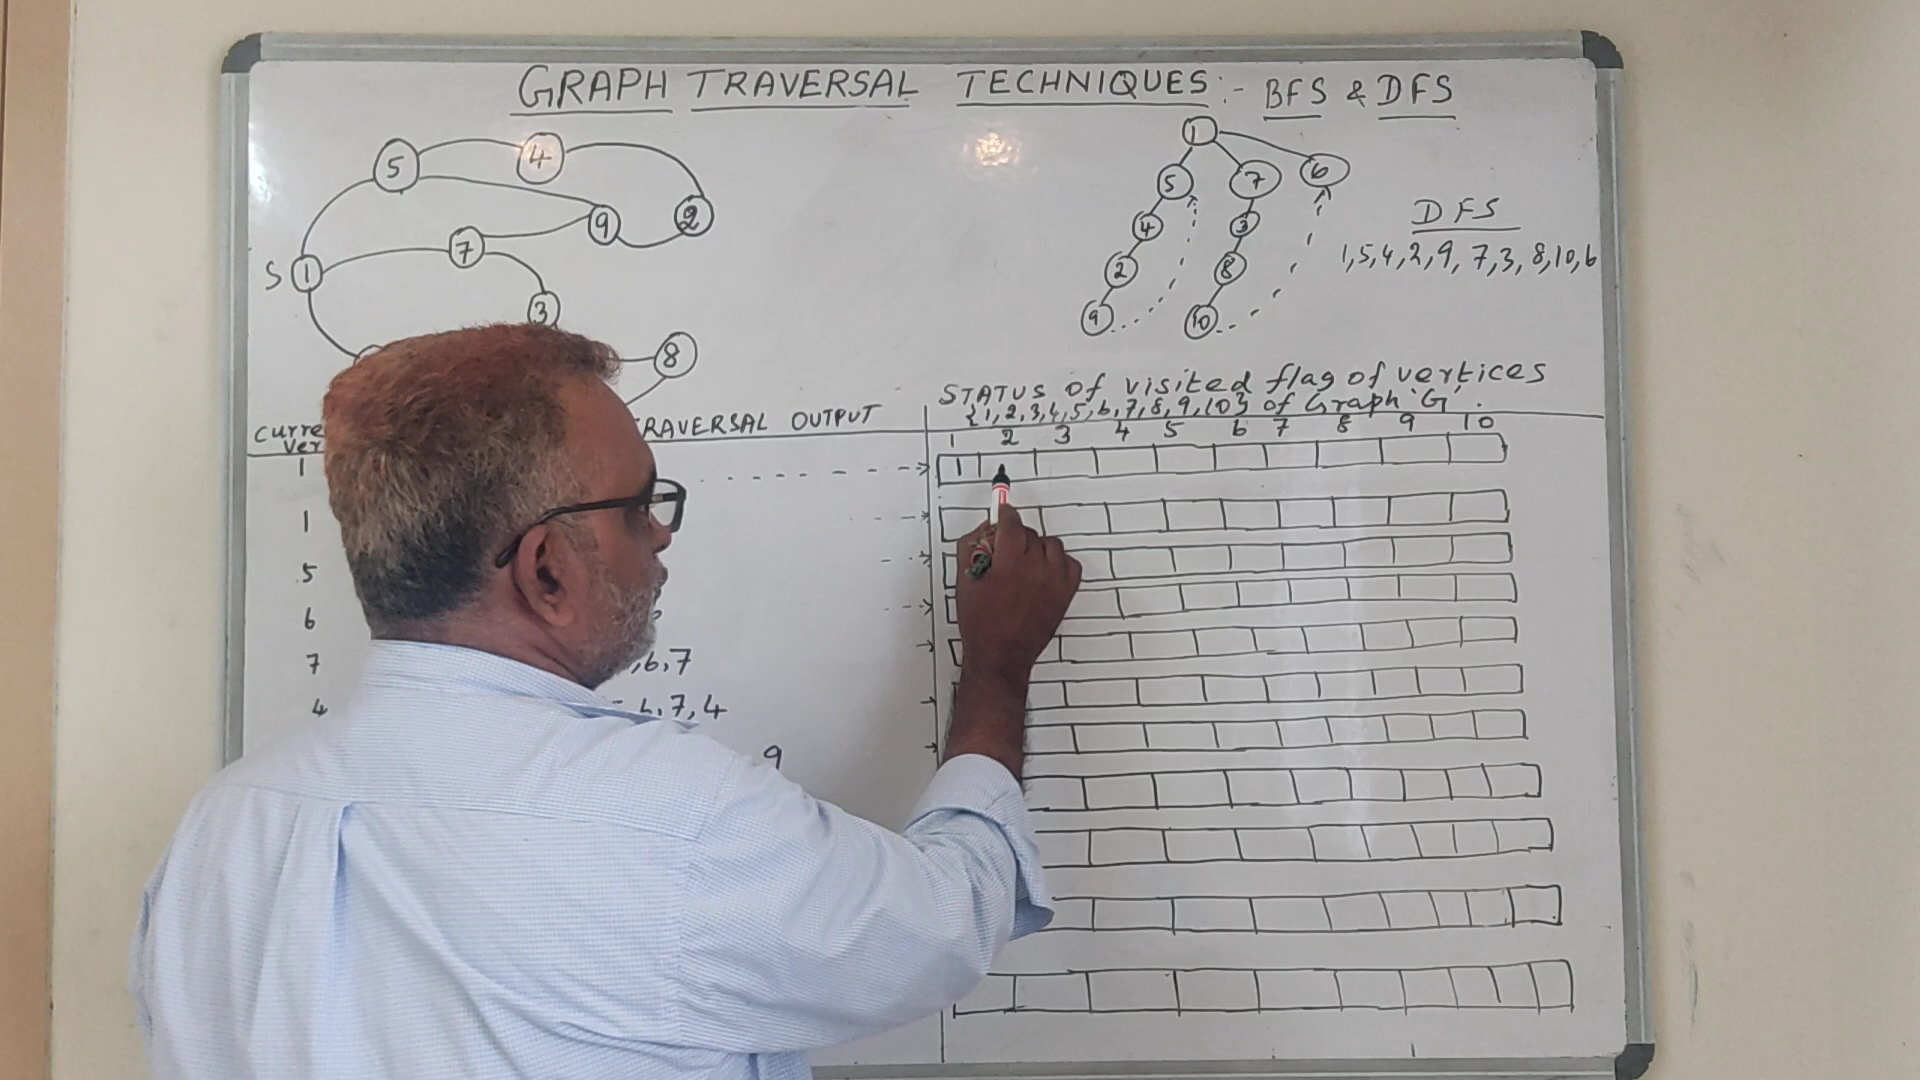 GRAPH TRAVERSAL TECHNIQUES:- BFS & DFS
5 4 9 2 7 S 1 3 8
1 5 7 6 4 3 2 8 9 10
DFS
1,5,4,2,9,7,3,8,10,6
STATUS of visited flag of vertices
{1,2,3,4,5,6,7,8,9,10} of Graph 'G'.
RAVERSAL OUTPUT
1 2 3 4 5 6 7 8 9 10
1 1
1
5
6
7 ,6,7
4 7,4
9